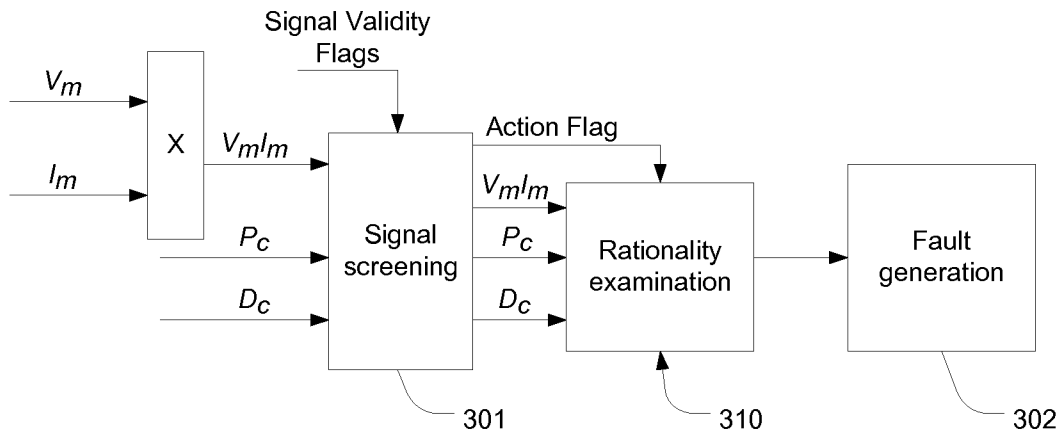 Signal Validity
Flags
Vm
Im
X
VmIm
Pc
Dc
Signal
screening
Action Flag
VmIm
Pc
Dc
Rationality
examination
Fault
generation
301
310
302